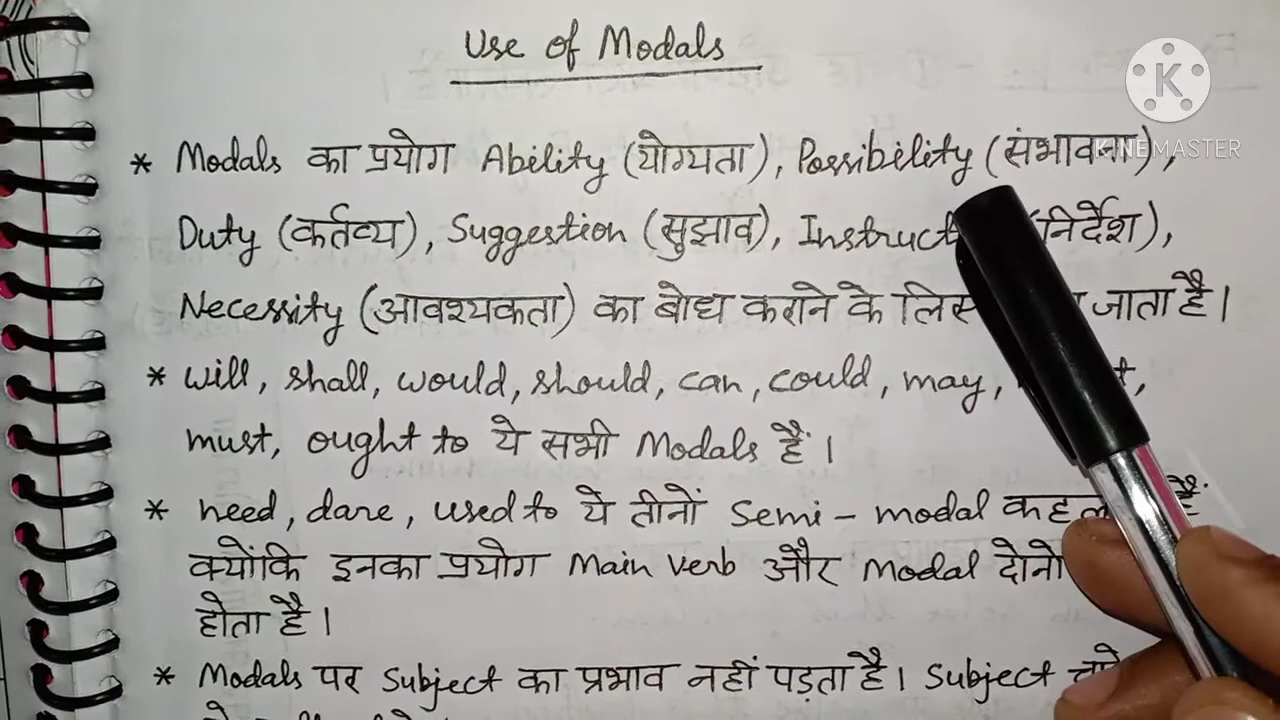 Use of Modals
K
KINEMASTER
* Modals का प्रयोग Ability (योग्यता), Possibility (संभावना),
Duty (कर्तव्य), Suggestion (सुझाव), (निर्देश),
Necessity (आवश्यकता) का बोध कराने के जाता है।
* will, shall, would, should, can, could, may,
must, ought to ये सभी Modals हैं।
* need, dare, used to ये तीनों Semi - modal
क्योंकि इनका प्रयोग Main verb और Modal दोनो
होता है।
* Modals पर Subject का प्रभाव नहीं पड़ता है। Subject